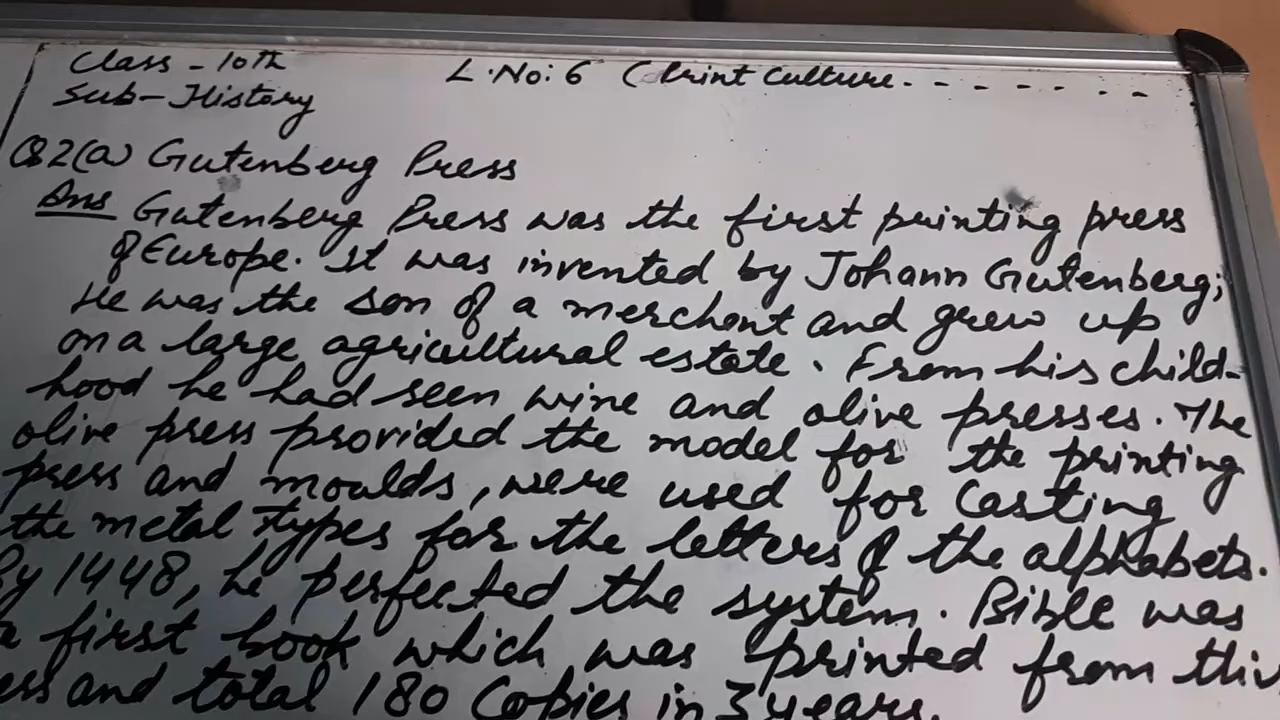 Class - 10th
L.No: 6 (Print Culture. - - - - - - -
Sub - History
Q2(a) Gutenberg Press
Ans Gutenberg Press was the first printing press
of Europe. It was invented by Johann Gutenberg;
He was the son of a merchant and grew up
on a large agricultural estate. From his child-
hood he had seen wine and olive presses. The
olive press provided the model for the printing
press and moulds, were used for casting
the metal types for the letters of the alphabets.
By 1448, he perfected the system. Bible was
first book which was printed from this
and total 180 Copies in 3 years.